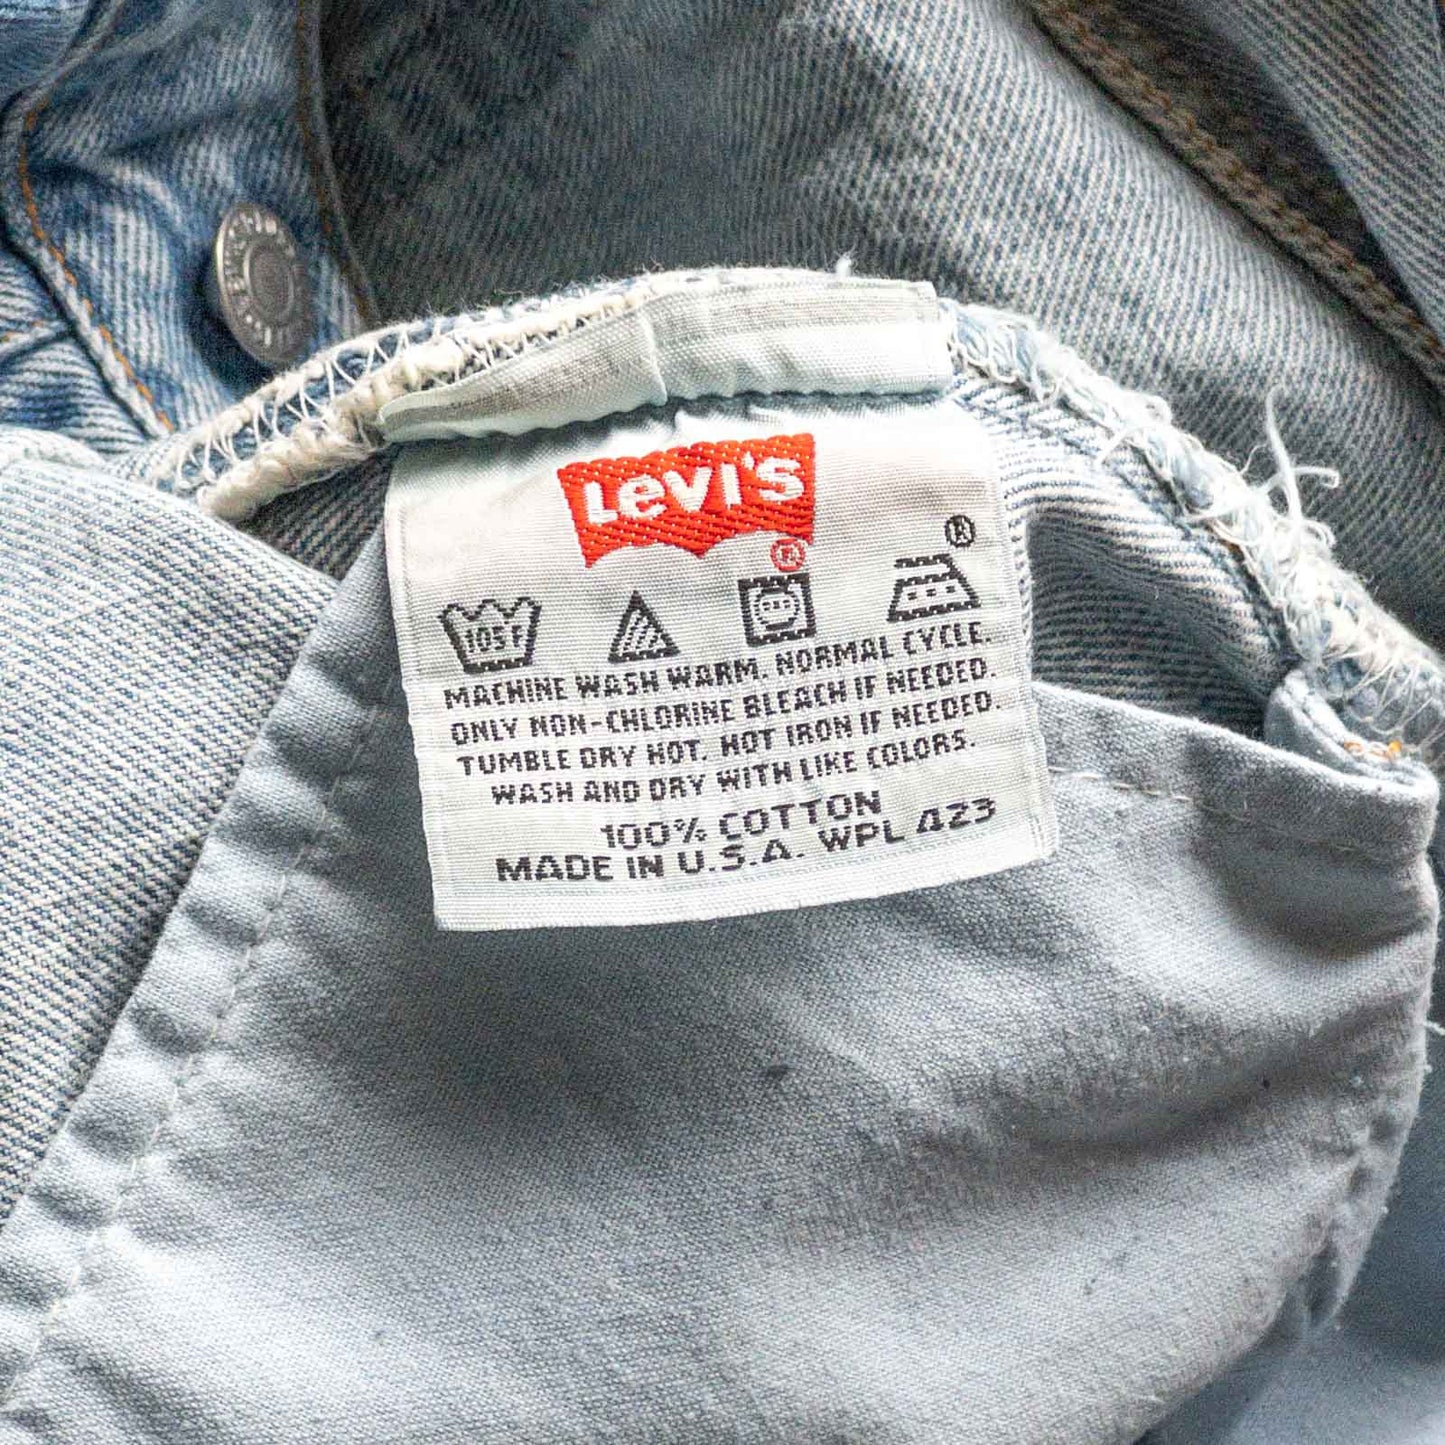 Levi's
®
®
105 F
MACHINE WASH WARM. NORMAL CYCLE.
ONLY NON-CHLORINE BLEACH IF NEEDED.
TUMBLE DRY HOT. HOT IRON IF NEEDED.
WASH AND DRY WITH LIKE COLORS.
100% COTTON
MADE IN U.S.A. WPL 423